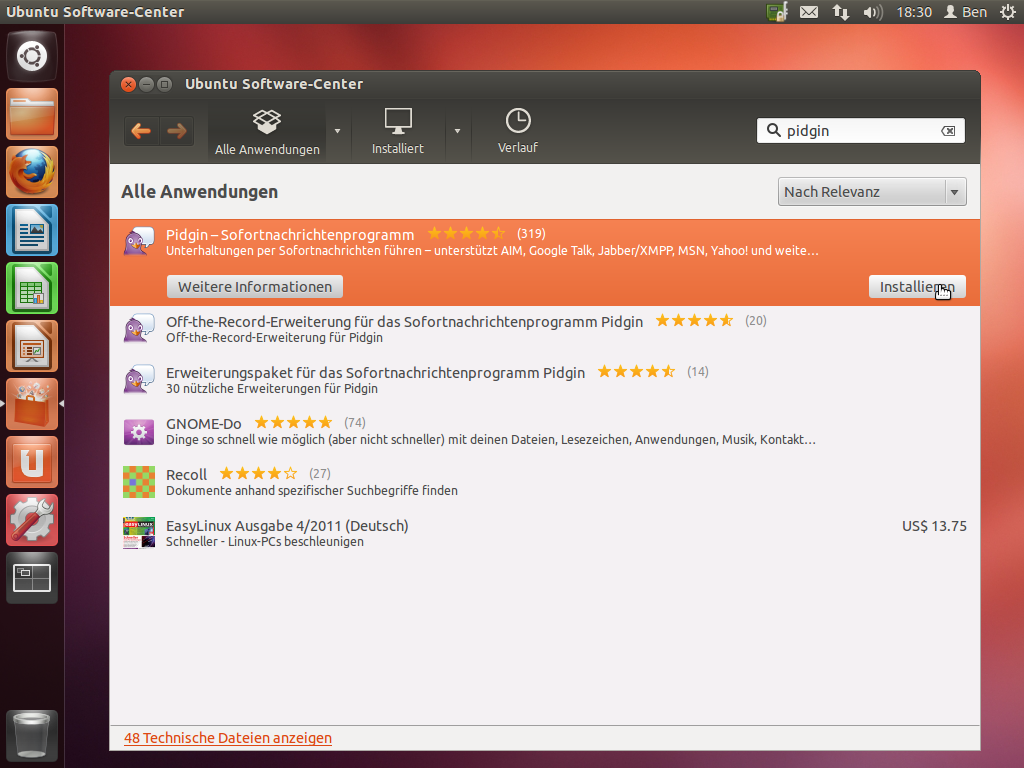 Ubuntu Software-Center
18:30
Ben
Ubuntu Software-Center
Alle Anwendungen
Installiert
Verlauf
pidgin
Alle Anwendungen
Nach Relevanz
Pidgin – Sofortnachrichtenprogramm (319)
Unterhaltungen per Sofortnachrichten führen – unterstützt AIM, Google Talk, Jabber/XMPP, MSN, Yahoo! und weite…
Weitere Informationen
Installieren
Off-the-Record-Erweiterung für das Sofortnachrichtenprogramm Pidgin (20)
Off-the-Record-Erweiterung für Pidgin
Erweiterungspaket für das Sofortnachrichtenprogramm Pidgin (14)
30 nützliche Erweiterungen für Pidgin
GNOME-Do (74)
Dinge so schnell wie möglich (aber nicht schneller) mit deinen Dateien, Lesezeichen, Anwendungen, Musik, Kontakt…
Recoll (27)
Dokumente anhand spezifischer Suchbegriffe finden
EasyLinux Ausgabe 4/2011 (Deutsch) US$ 13.75
Schneller - Linux-PCs beschleunigen
48 Technische Dateien anzeigen